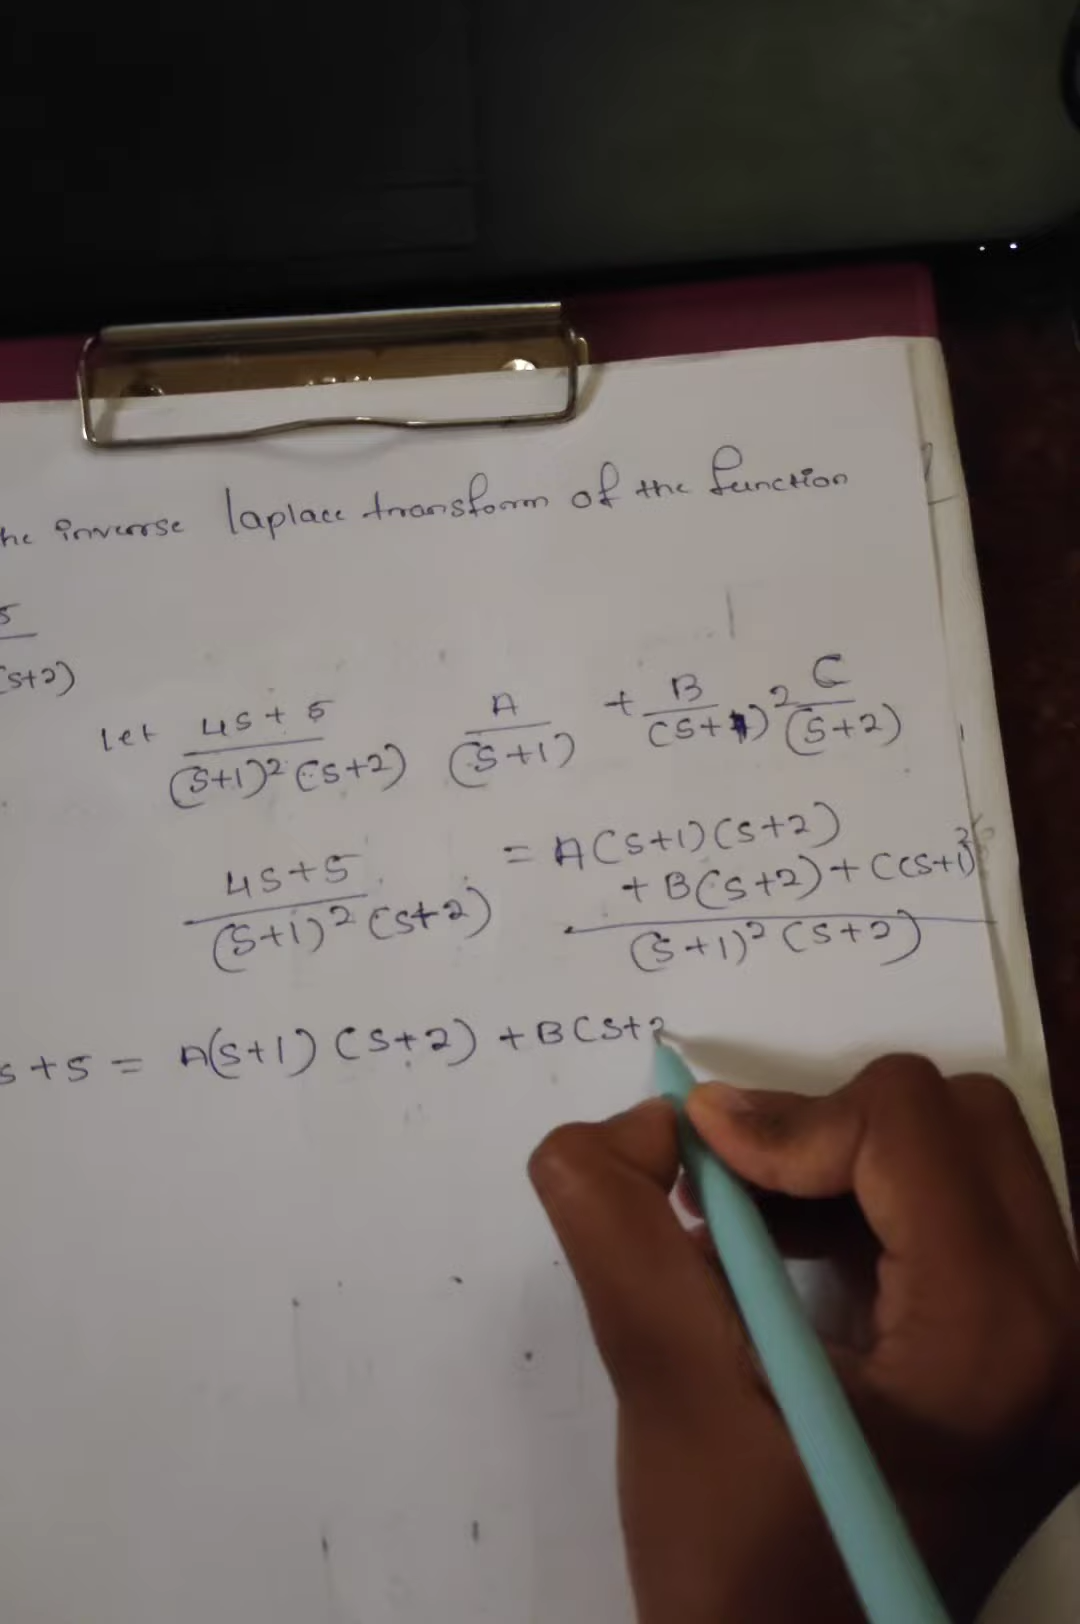 he inverse laplace transform of the function
5
(s+2)
let 4s+5 / (s+1)² (s+2) A / (s+1) + B / (s+1)² C / (s+2)
4s+5 / (s+1)² (s+2) = A(s+1)(s+2) + B(s+2) + C(s+1)² / (s+1)² (s+2)
s+5 = A(s+1) (s+2) + B(s+2